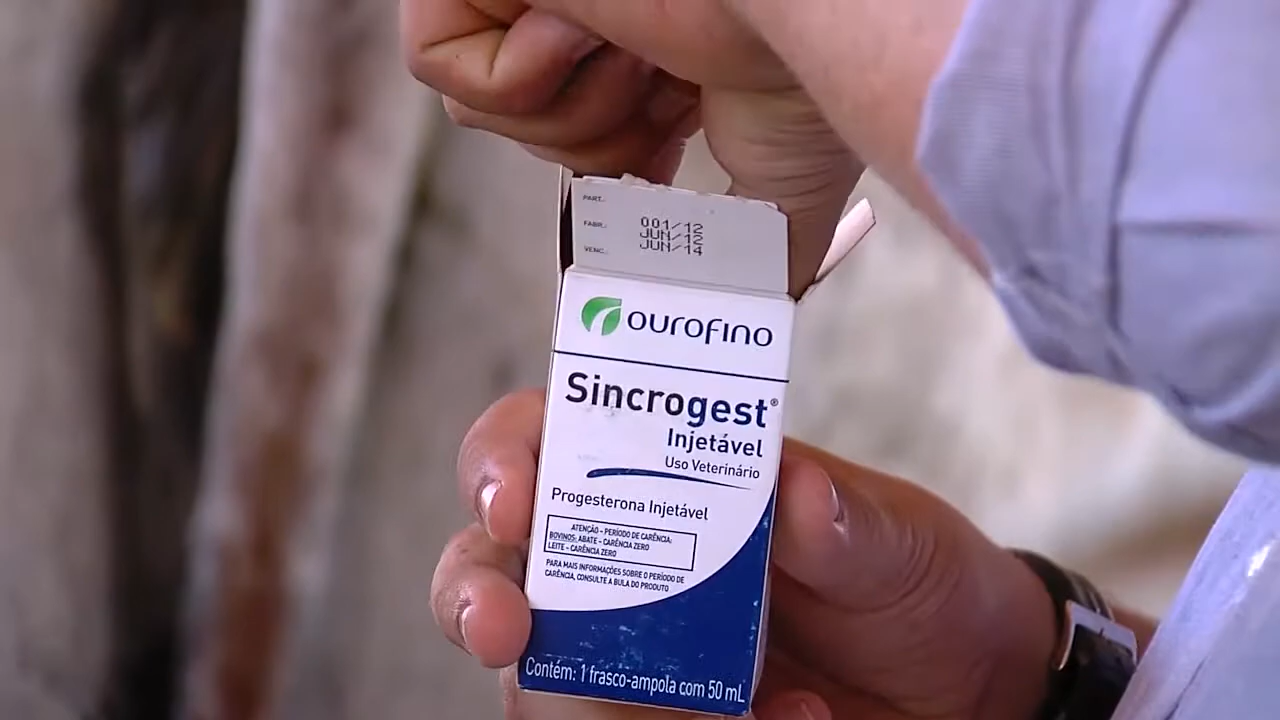 PART.: 001/12
FABR.: JUN/12
VENC.: JUN/14
ourofino
Sincrogest®
Injetável
Uso Veterinário
Progesterona Injetável
ATENÇÃO - PERÍODO DE CARÊNCIA:
BOVINOS: ABATE - CARÊNCIA ZERO
LEITE - CARÊNCIA ZERO
PARA MAIS INFORMAÇÕES SOBRE O PERÍODO DE
CARÊNCIA, CONSULTE A BULA DO PRODUTO
Contém: 1 frasco-ampola com 50 mL